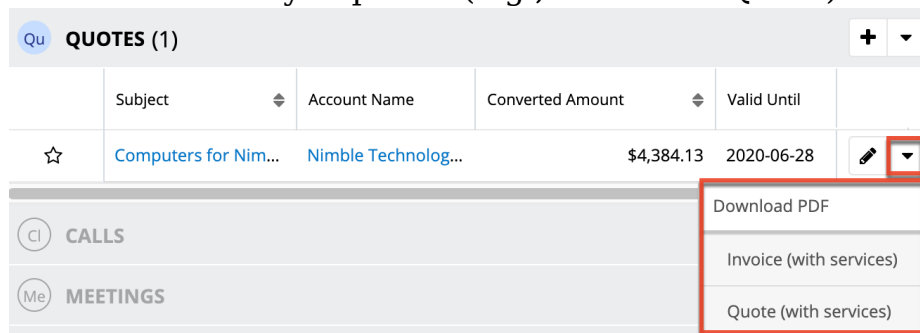 Qu QUOTES (1)
Subject Account Name Converted Amount Valid Until
Computers for Nim... Nimble Technolog... $4,384.13 2020-06-28
Download PDF
Cl CALLS
Invoice (with services)
Me MEETINGS
Quote (with services)